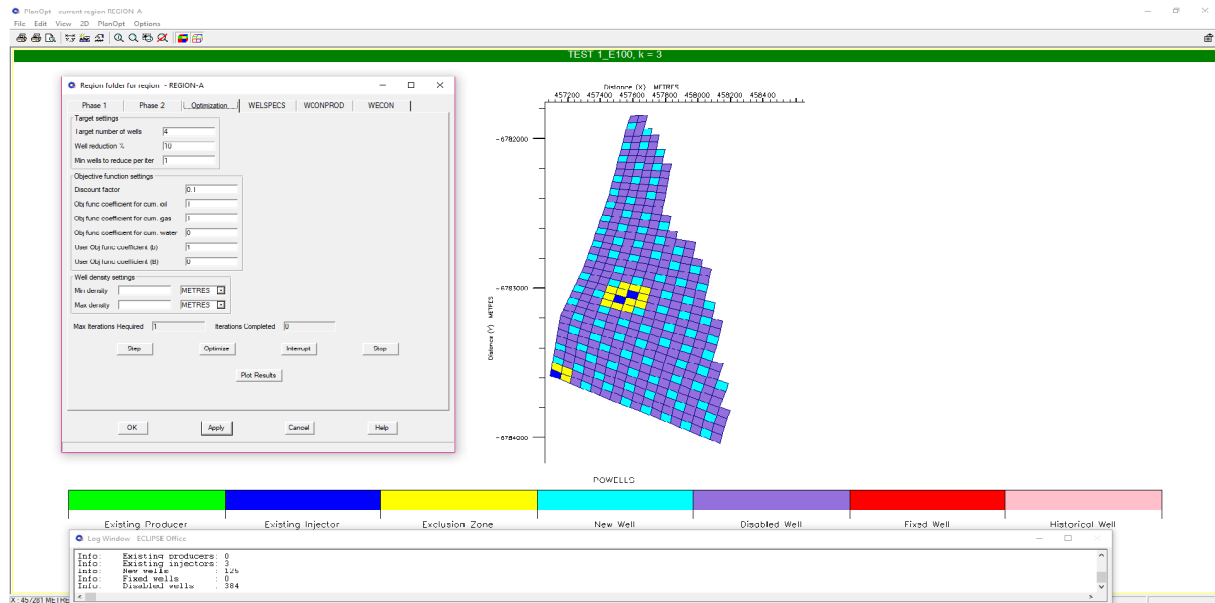 PlanOpt current region REGION A
File Edit View 2D PlanOpt Options
TEST 1_E100, k = 3
Region folder for region - REGION-A
Phase 1 Phase 2 Optimization WELSPECS WCONPROD WECON
Target settings
Target number of wells 4
Well reduction % 10
Min wells to reduce per iter 1
Objective function settings
Discount factor 0.1
Obj func coefficient for cum. oil 1
Obj func coefficient for cum. gas 1
Obj func coefficient for cum. water 0
User Obj func coefficient (b) 1
User Obj func coefficient (B) 0
Well density settings
Min density METRES
Max density METRES
Max Iterations Required 1 Iterations Completed 0
Step Optimize Interrupt Stop
Plot Results
OK Apply Cancel Help
Distance (X) METRES
457200 457400 457600 457800 458000 458200 458400
-6782000
-6783000
-6784000
Distance (Y) METRES
POWELLS
Existing Producer Existing Injector Exclusion Zone New Well Disabled Well Fixed Well Historical Well
Log Window ECLIPSE Office
Info: Existing producers: 0
Info: Existing injectors: 3
Info: New wells : 125
Info: Fixed wells : 0
Info: Disabled wells : 384
X: 457281 METRE